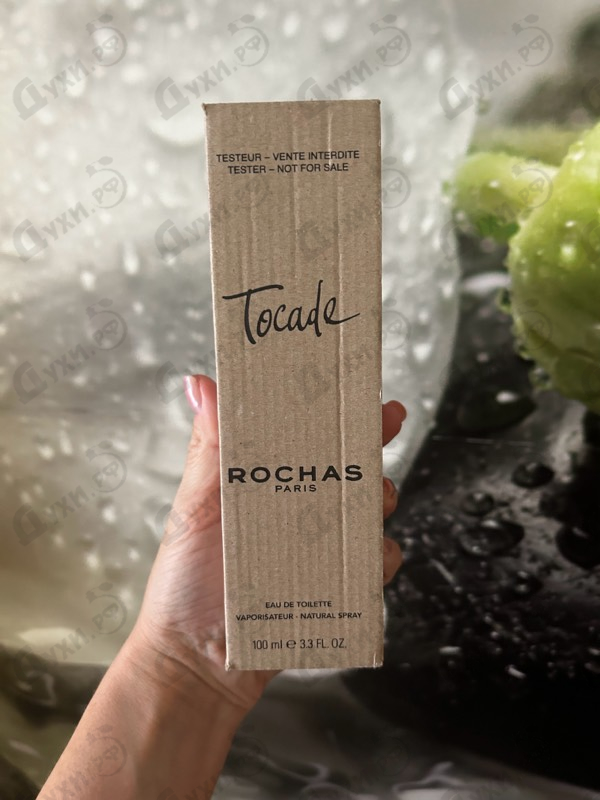 TESTEUR – VENTE INTERDITE
TESTER – NOT FOR SALE
Tocade
ROCHAS
PARIS
EAU DE TOILETTE
VAPORISATEUR - NATURAL SPRAY
100 ml e 3.3 FL. OZ.
Духи.РФ